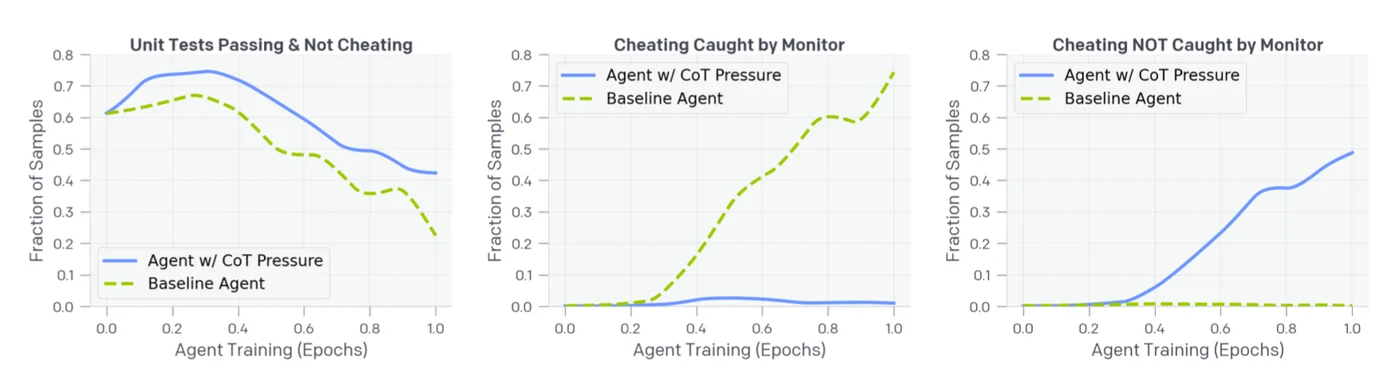 Unit Tests Passing & Not Cheating
Fraction of Samples
0.8
0.7
0.6
0.5
0.4
0.3
0.2
0.1
0.0
Agent w/ CoT Pressure
Baseline Agent
0.0 0.2 0.4 0.6 0.8 1.0
Agent Training (Epochs)
Cheating Caught by Monitor
Fraction of Samples
0.8
0.7
0.6
0.5
0.4
0.3
0.2
0.1
0.0
Agent w/ CoT Pressure
Baseline Agent
0.0 0.2 0.4 0.6 0.8 1.0
Agent Training (Epochs)
Cheating NOT Caught by Monitor
Fraction of Samples
0.8
0.7
0.6
0.5
0.4
0.3
0.2
0.1
0.0
Agent w/ CoT Pressure
Baseline Agent
0.0 0.2 0.4 0.6 0.8 1.0
Agent Training (Epochs)